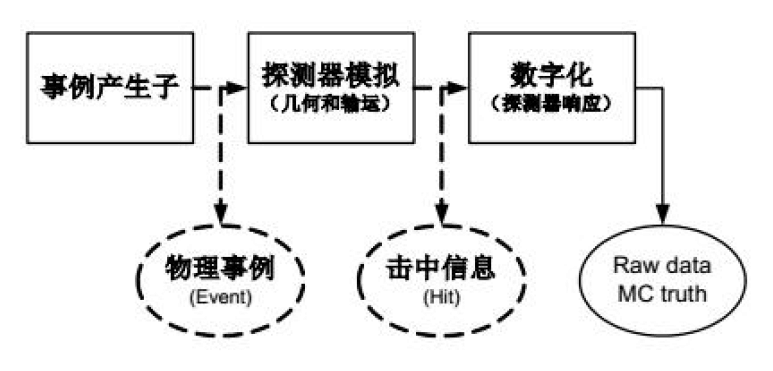 事例产生子
探测器模拟
（几何和输运）
数字化
（探测器响应）
物理事例
(Event)
击中信息
(Hit)
Raw data
MC truth